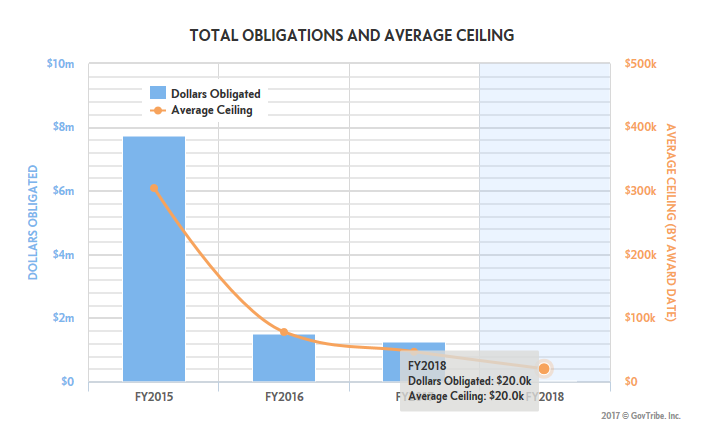 TOTAL OBLIGATIONS AND AVERAGE CEILING
$10m
$500k
Dollars Obligated
Average Ceiling
$8m
$400k
DOLLARS OBLIGATED
AVERAGE CEILING (BY AWARD DATE)
$6m
$300k
$4m
$200k
$2m
$100k
FY2018
Dollars Obligated: $20.0k
Average Ceiling: $20.0k
$0
$0
FY2015
FY2016
FY2018
2017 © GovTribe, Inc.